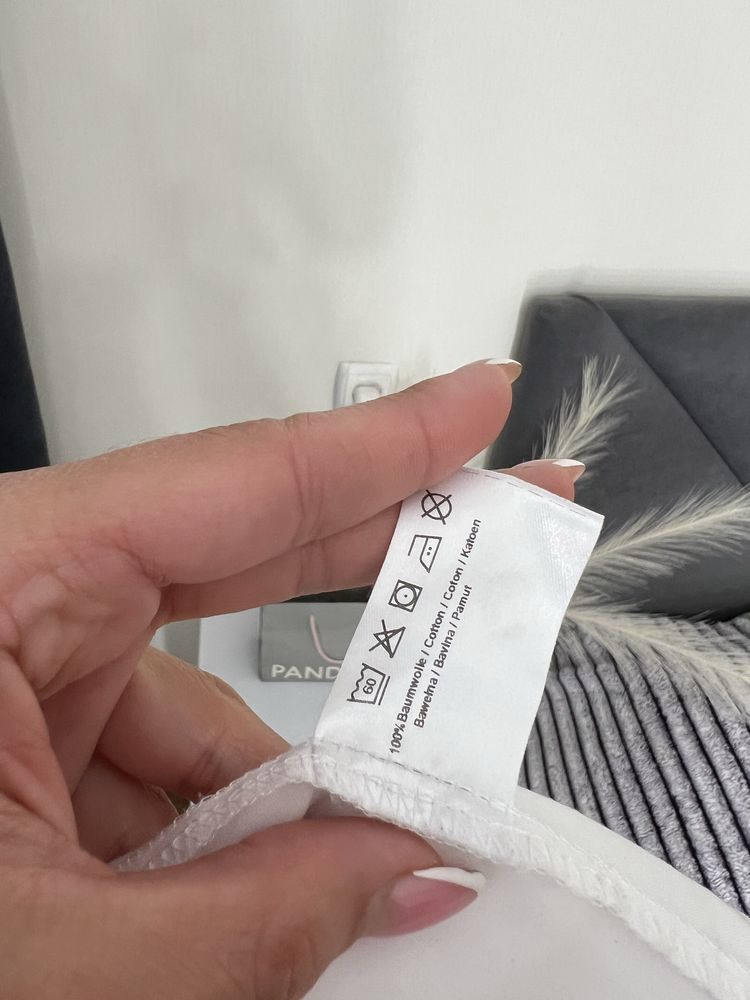 60
100% Baumwolle / Cotton / Coton / Katoen
Bawełna / Bavlna / Pamut
PAND